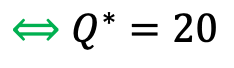 ⇔ Q* = 20